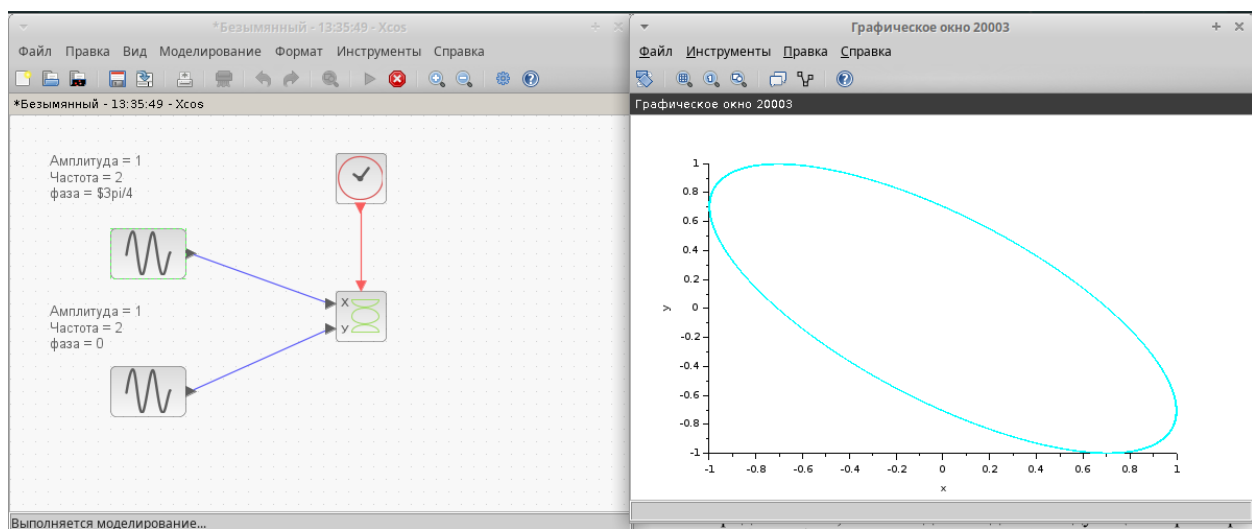 *Безымянный - 13:35:49 - Xcos
Файл Правка Вид Моделирование Формат Инструменты Справка
*Безымянный - 13:35:49 - Xcos
Амплитуда = 1
Частота = 2
фаза = $3pi/4
X
Y
Амплитуда = 1
Частота = 2
фаза = 0
Выполняется моделирование...
Графическое окно 20003
Файл Инструменты Правка Справка
Графическое окно 20003
1
0.8
0.6
0.4
0.2
0
-0.2
-0.4
-0.6
-0.8
-1
y
-1 -0.8 -0.6 -0.4 -0.2 0 0.2 0.4 0.6 0.8 1
x